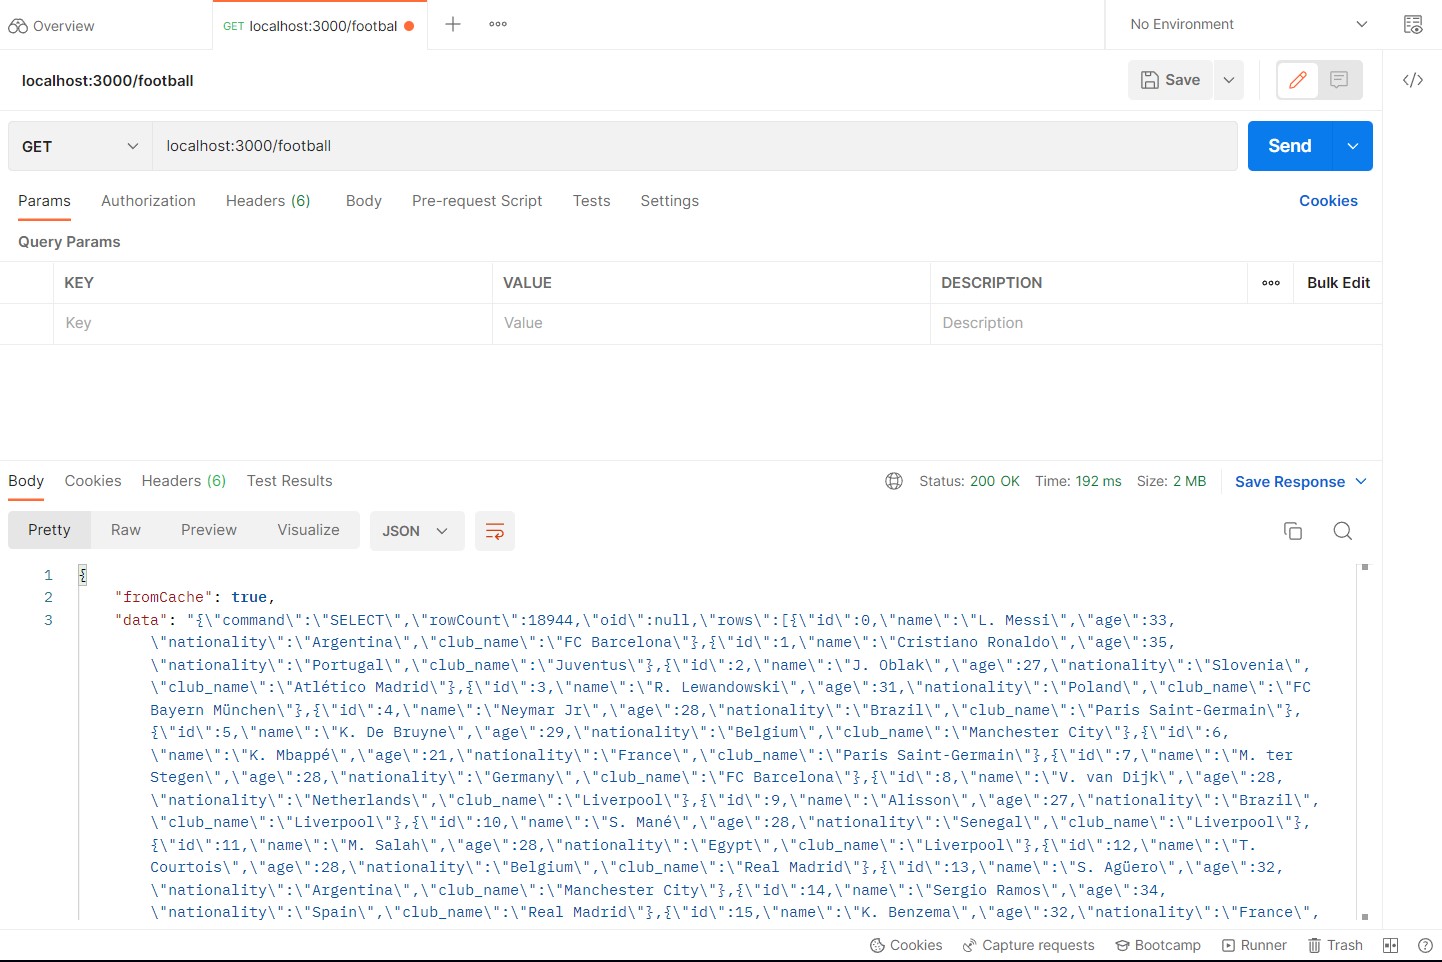 Overview
GET localhost:3000/footbal
No Environment
localhost:3000/football
Save
GET
localhost:3000/football
Send
Params Authorization Headers (6) Body Pre-request Script Tests Settings Cookies
Query Params
KEY VALUE DESCRIPTION Bulk Edit
Key Value Description
Body Cookies Headers (6) Test Results Status: 200 OK Time: 192 ms Size: 2 MB Save Response
Pretty Raw Preview Visualize JSON
1 {
2 "fromCache": true,
3 "data": "{\"command\":\"SELECT\",\"rowCount\":18944,\"oid\":null,\"rows\":[{\"id\":0,\"name\":\"L. Messi\",\"age\":33,
\"nationality\":\"Argentina\",\"club_name\":\"FC Barcelona\"},{\"id\":1,\"name\":\"Cristiano Ronaldo\",\"age\":35,
\"nationality\":\"Portugal\",\"club_name\":\"Juventus\"},{\"id\":2,\"name\":\"J. Oblak\",\"age\":27,\"nationality\":\"Slovenia\",
\"club_name\":\"Atlético Madrid\"},{\"id\":3,\"name\":\"R. Lewandowski\",\"age\":31,\"nationality\":\"Poland\",\"club_name\":\"FC
Bayern München\"},{\"id\":4,\"name\":\"Neymar Jr\",\"age\":28,\"nationality\":\"Brazil\",\"club_name\":\"Paris Saint-Germain\"},
{\"id\":5,\"name\":\"K. De Bruyne\",\"age\":29,\"nationality\":\"Belgium\",\"club_name\":\"Manchester City\"},{\"id\":6,
\"name\":\"K. Mbappé\",\"age\":21,\"nationality\":\"France\",\"club_name\":\"Paris Saint-Germain\"},{\"id\":7,\"name\":\"M. ter
Stegen\",\"age\":28,\"nationality\":\"Germany\",\"club_name\":\"FC Barcelona\"},{\"id\":8,\"name\":\"V. van Dijk\",\"age\":28,
\"nationality\":\"Netherlands\",\"club_name\":\"Liverpool\"},{\"id\":9,\"name\":\"Alisson\",\"age\":27,\"nationality\":\"Brazil\",
\"club_name\":\"Liverpool\"},{\"id\":10,\"name\":\"S. Mané\",\"age\":28,\"nationality\":\"Senegal\",\"club_name\":\"Liverpool\"},
{\"id\":11,\"name\":\"M. Salah\",\"age\":28,\"nationality\":\"Egypt\",\"club_name\":\"Liverpool\"},{\"id\":12,\"name\":\"T.
Courtois\",\"age\":28,\"nationality\":\"Belgium\",\"club_name\":\"Real Madrid\"},{\"id\":13,\"name\":\"S. Agüero\",\"age\":32,
\"nationality\":\"Argentina\",\"club_name\":\"Manchester City\"},{\"id\":14,\"name\":\"Sergio Ramos\",\"age\":34,
\"nationality\":\"Spain\",\"club_name\":\"Real Madrid\"},{\"id\":15,\"name\":\"K. Benzema\",\"age\":32,\"nationality\":\"France\",
Cookies Capture requests Bootcamp Runner Trash